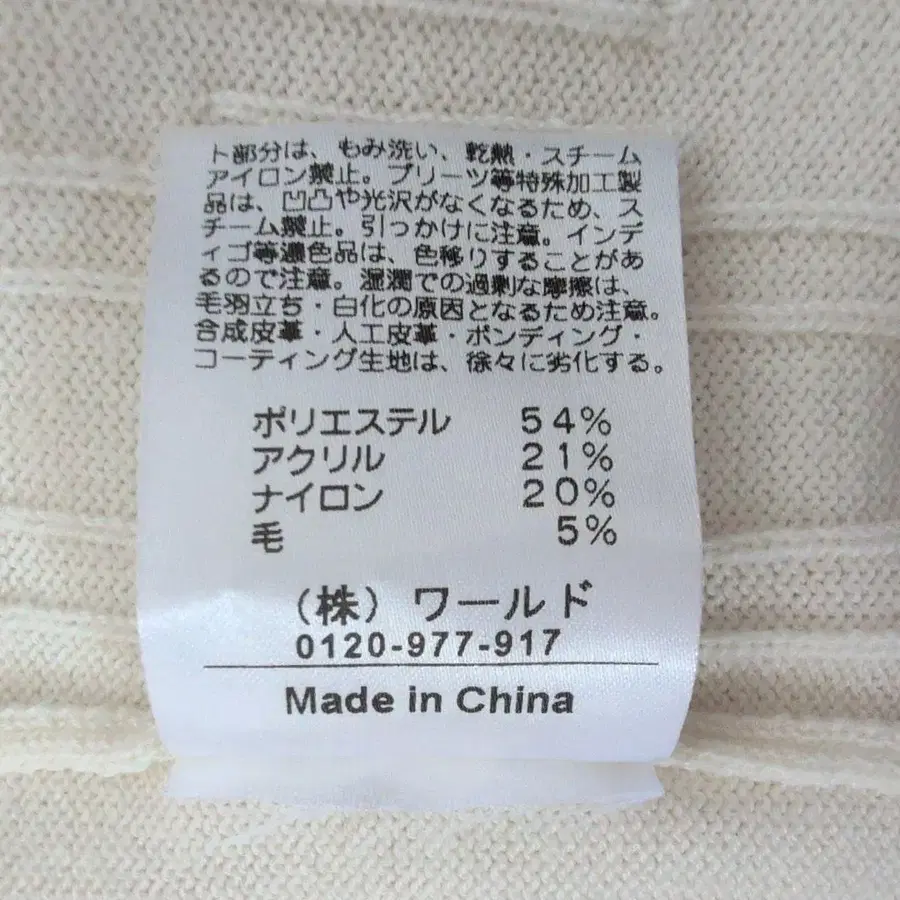 ト部分は、もみ洗い、乾熱・スチーム
アイロン禁止。プリーツ等特殊加工製
品は、凹凸や光沢がなくなるため、ス
チーム禁止。引っかけに注意。インデ
ィゴ等濃色品は、色移りすることがあ
るので注意。湿潤での過剰な摩擦は、
毛羽立ち・白化の原因となるため注意。
合成皮革・人工皮革・ボンディング・
コーティング生地は、徐々に劣化する。
ポリエステル 54%
アクリル 21%
ナイロン 20%
毛 5%
(株) ワールド
0120-977-917
Made in China